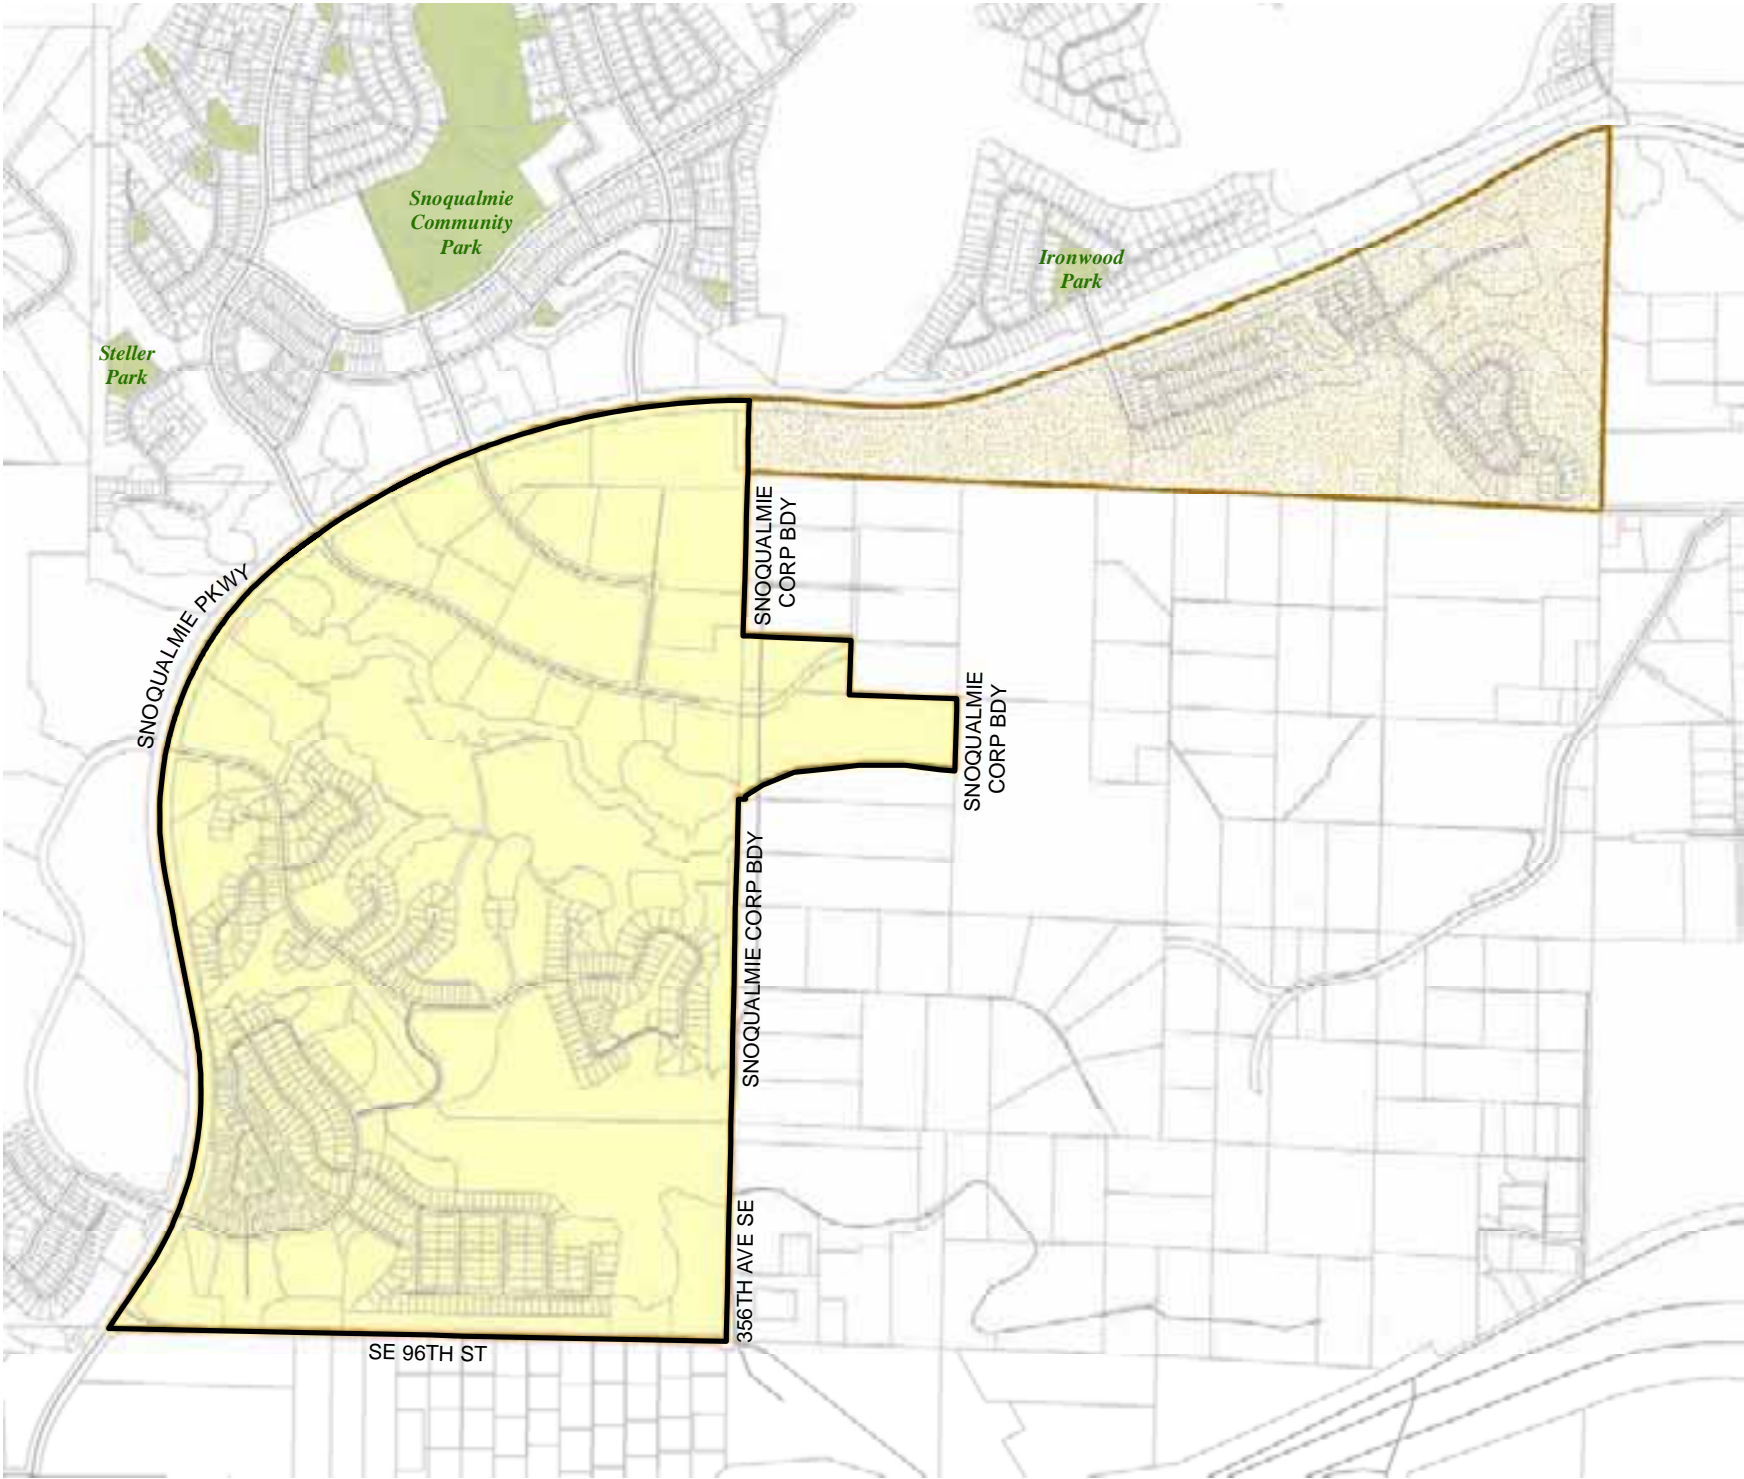 Snoqualmie
Community
Park
Ironwood
Park
Steller
Park
SNOQUALMIE PKWY
SNOQUALMIE
CORP BDY
SNOQUALMIE
CORP BDY
SNOQUALMIE CORP BDY
356TH AVE SE
SE 96TH ST